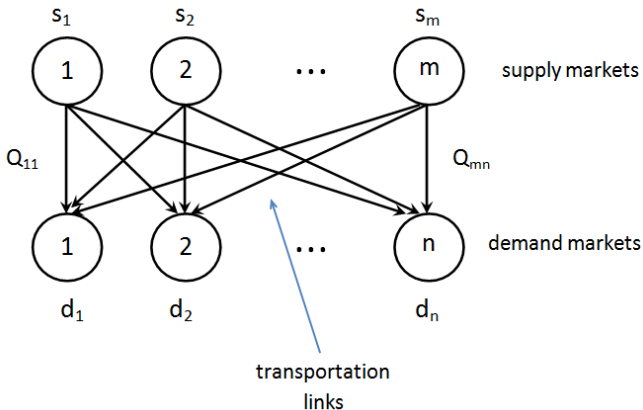 s1 s2 sm
1 2 ... m supply markets
Q11 Qmn
1 2 ... n demand markets
d1 d2 dn
transportation
links